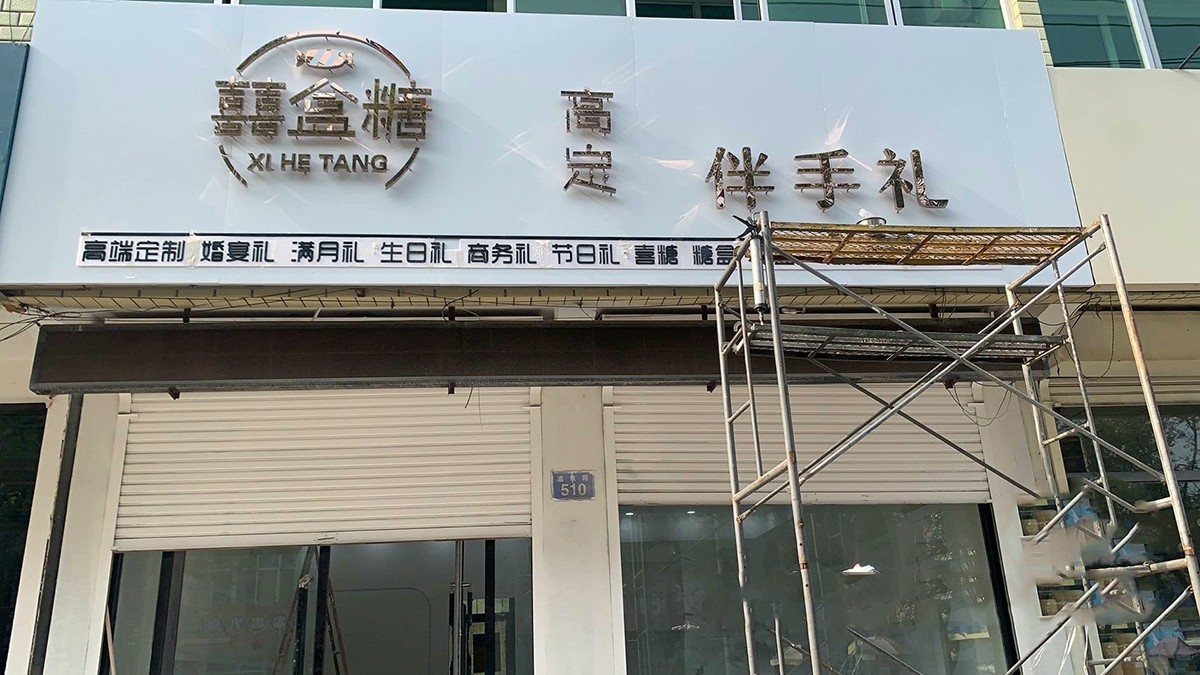 囍盒糖
XI HE TANG
高定
伴手礼
高端定制 婚宴礼 满月礼 生日礼 商务礼 节日礼 喜糖 糖盒
510